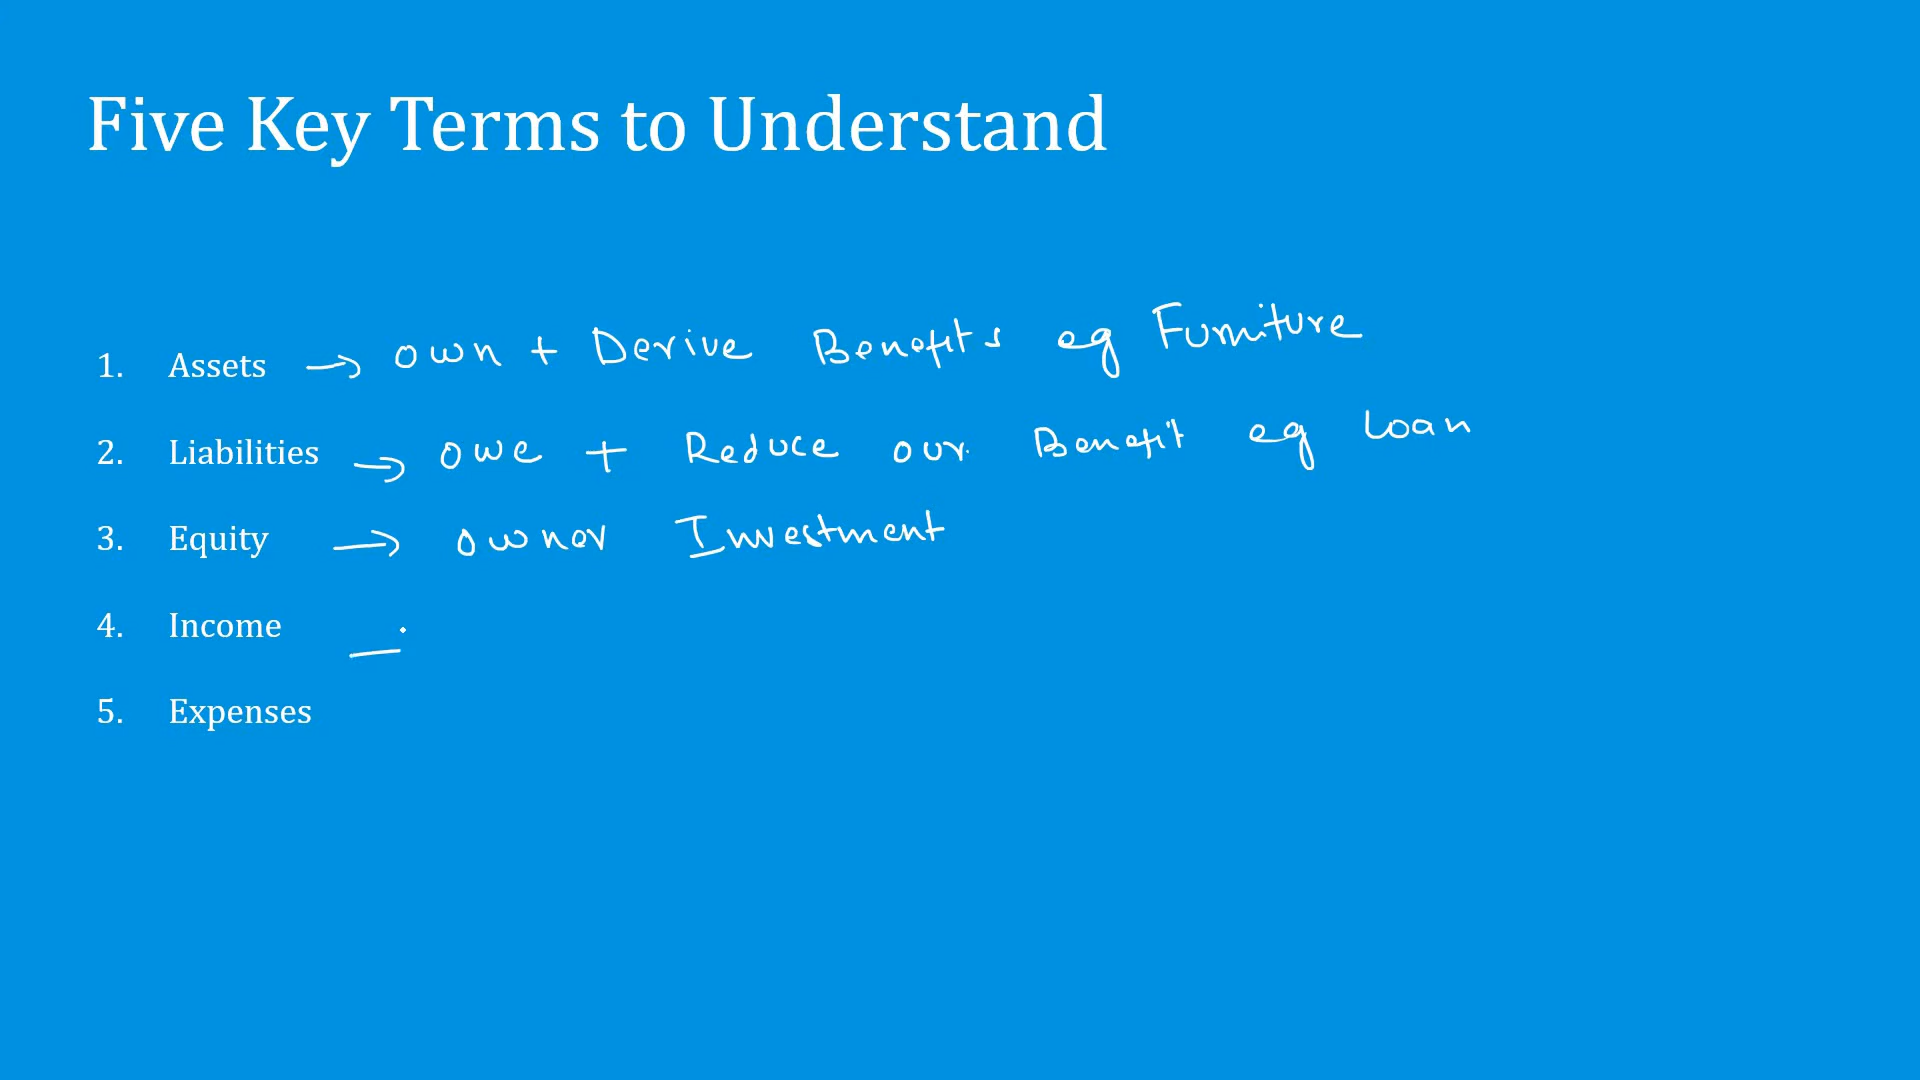 Five Key Terms to Understand
1. Assets → own + Derive Benefits eg Furniture
2. Liabilities → owe + Reduce our Benefit eg Loan
3. Equity → owner Investment
4. Income
5. Expenses